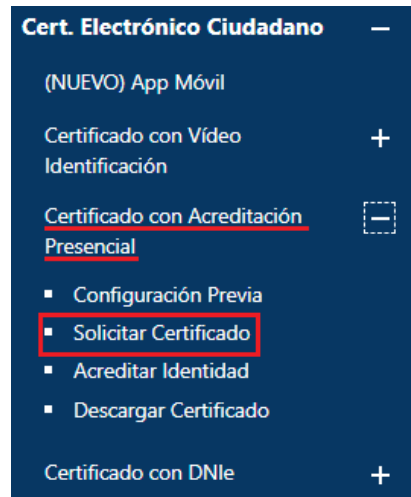 Cert. Electrónico Ciudadano
(NUEVO) App Móvil
Certificado con Vídeo
Identificación
Certificado con Acreditación
Presencial
Configuración Previa
Solicitar Certificado
Acreditar Identidad
Descargar Certificado
Certificado con DNIe